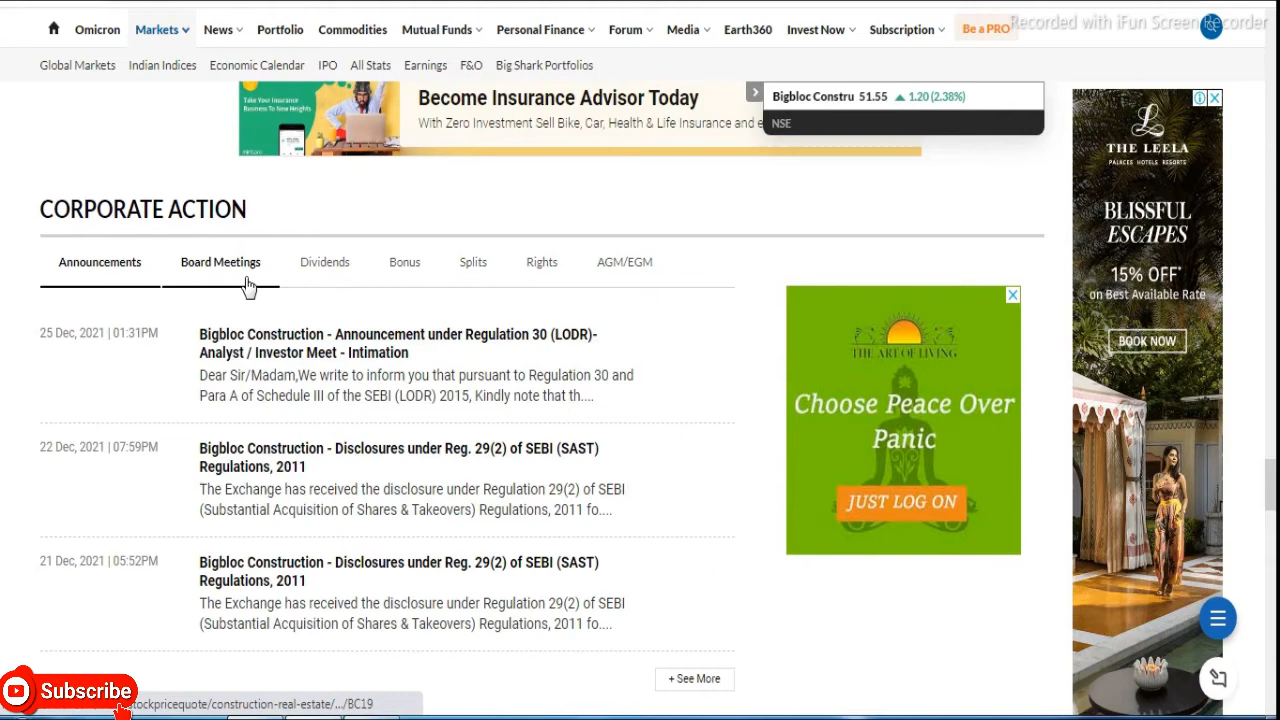 Recorded with iFun Screen Recorder
Omicron Markets News Portfolio Commodities Mutual Funds Personal Finance Forum Media Earth360 Invest Now Subscription Be a PRO
Global Markets Indian Indices Economic Calendar IPO All Stats Earnings F&O Big Shark Portfolios
Take Your Insurance
Business To New Heights
Become Insurance Advisor Today
With Zero Investment Sell Bike, Car, Health & Life Insurance and e
Bigbloc Constru 51.55 ▲ 1.20 (2.38%)
NSE
THE LEELA
PALACES HOTELS RESORTS
BLISSFUL
ESCAPES
15% OFF*
on Best Available Rate
BOOK NOW
CORPORATE ACTION
Announcements Board Meetings Dividends Bonus Splits Rights AGM/EGM
25 Dec, 2021 | 01:31PM
Bigbloc Construction - Announcement under Regulation 30 (LODR)-
Analyst / Investor Meet - Intimation
Dear Sir/Madam,We write to inform you that pursuant to Regulation 30 and
Para A of Schedule III of the SEBI (LODR) 2015, Kindly note that th....
22 Dec, 2021 | 07:59PM
Bigbloc Construction - Disclosures under Reg. 29(2) of SEBI (SAST)
Regulations, 2011
The Exchange has received the disclosure under Regulation 29(2) of SEBI
(Substantial Acquisition of Shares & Takeovers) Regulations, 2011 fo....
21 Dec, 2021 | 05:52PM
Bigbloc Construction - Disclosures under Reg. 29(2) of SEBI (SAST)
Regulations, 2011
The Exchange has received the disclosure under Regulation 29(2) of SEBI
(Substantial Acquisition of Shares & Takeovers) Regulations, 2011 fo....
+ See More
THE ART OF LIVING
Choose Peace Over
Panic
JUST LOG ON
Subscribe
stockpricequote/construction-real-estate/.../BC19